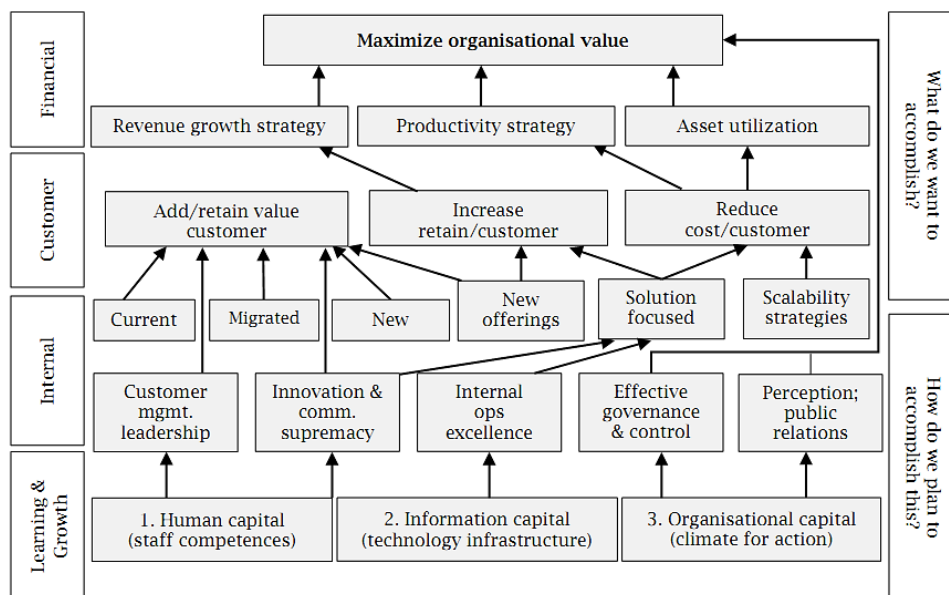 Financial
Maximize organisational value
Revenue growth strategy
Productivity strategy
Asset utilization
What do we want to
accomplish?
Customer
Add/retain value
customer
Increase
retain/customer
Reduce
cost/customer
Internal
Current
Migrated
New
New
offerings
Solution
focused
Scalability
strategies
Customer
mgmt.
leadership
Innovation &
comm.
supremacy
Internal
ops
excellence
Effective
governance
& control
Perception;
public
relations
How do we plan to
accomplish this?
Learning &
Growth
1. Human capital
(staff competences)
2. Information capital
(technology infrastructure)
3. Organisational capital
(climate for action)